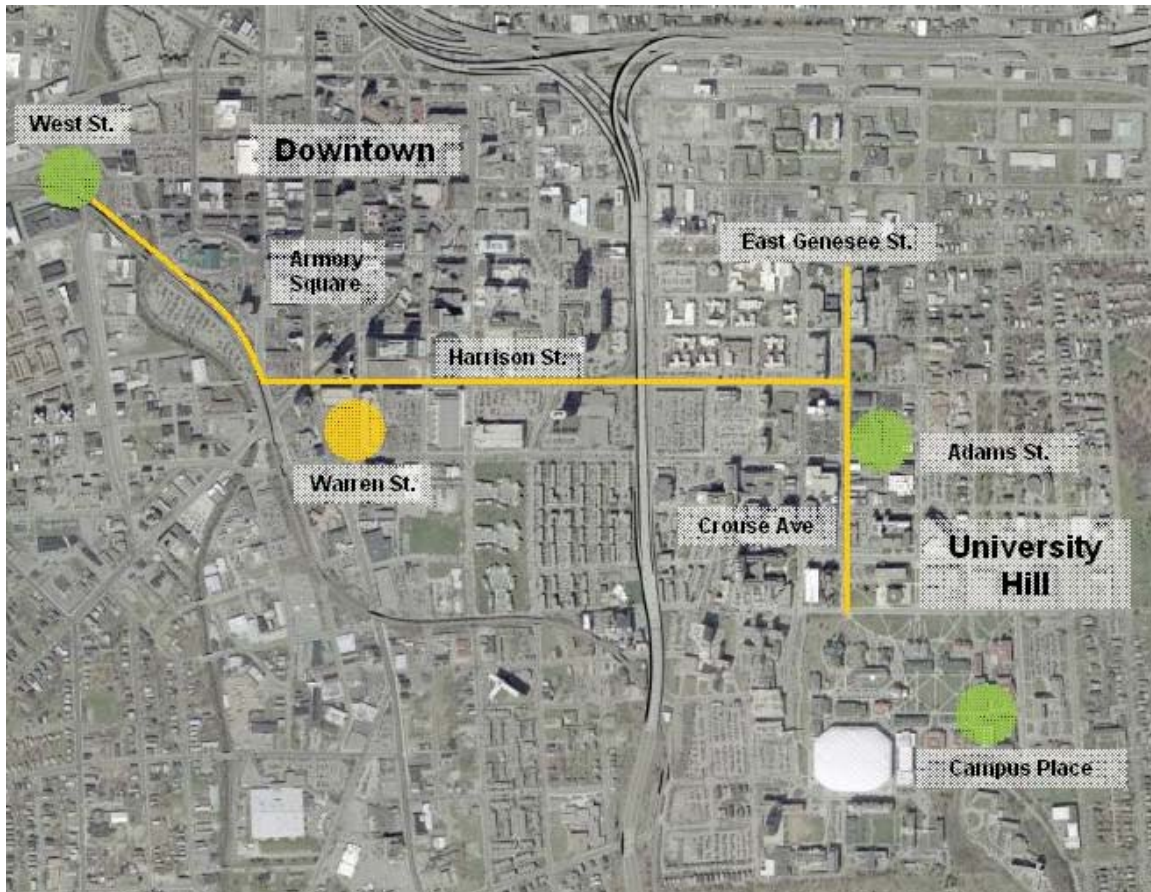 West St.
Downtown
East Genesee St.
Armory
Square
Harrison St.
Adams St.
Warren St.
Crouse Ave
University
Hill
Campus Place